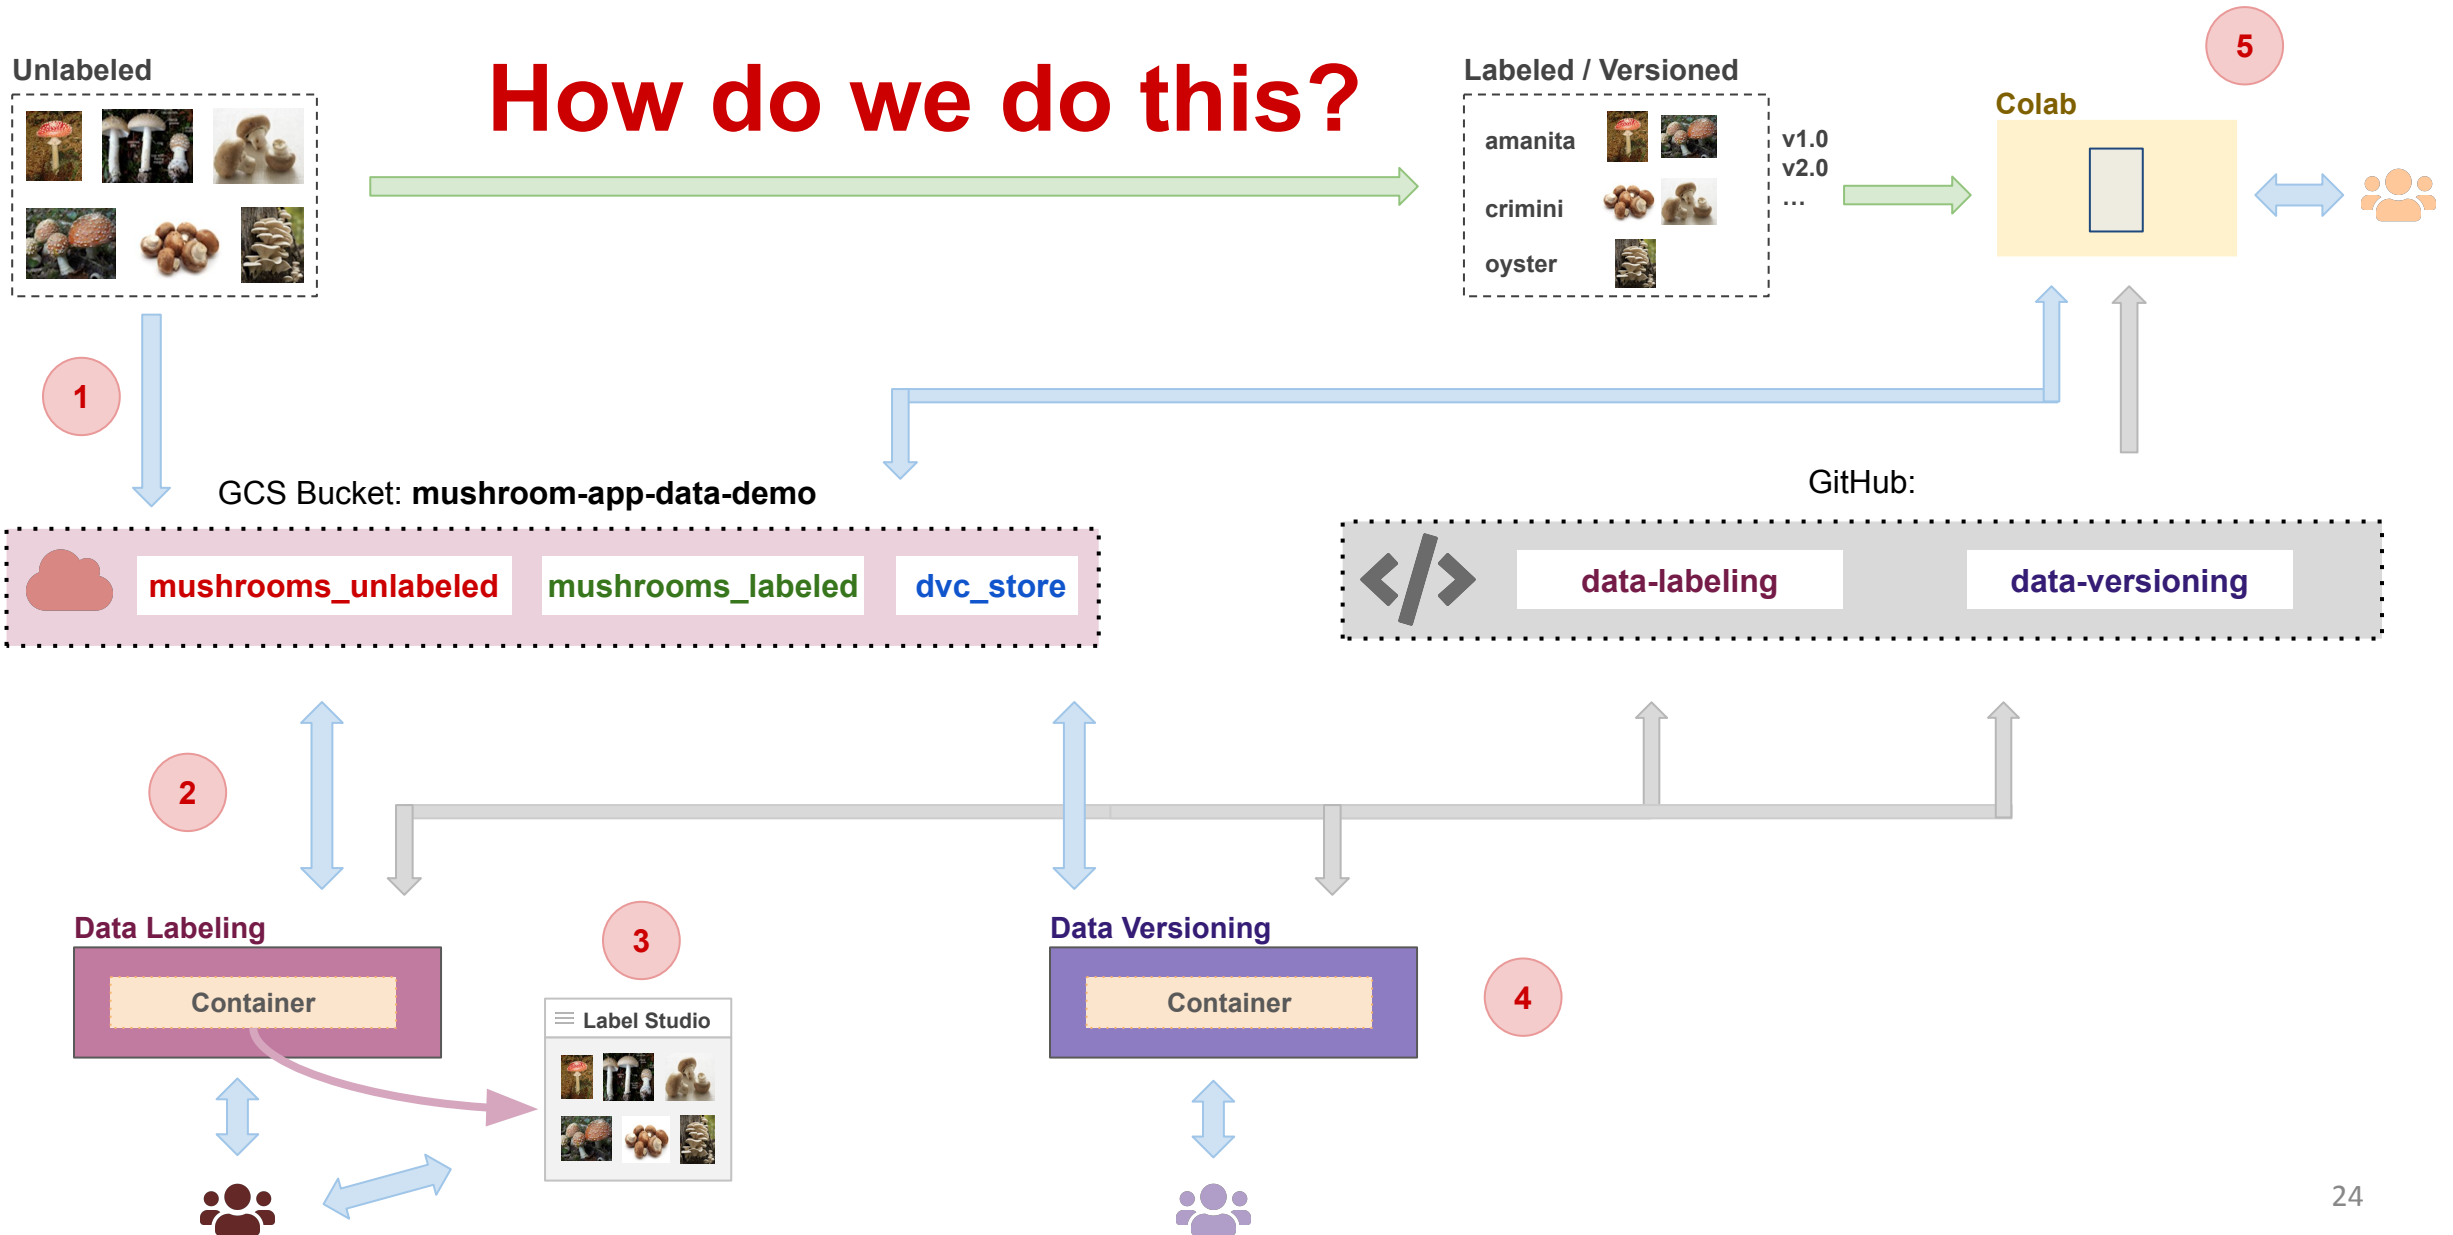 5
Unlabeled
How do we do this?
Labeled / Versioned
Colab
amanita
v1.0
v2.0
...
crimini
oyster
1
GCS Bucket: mushroom-app-data-demo
GitHub:
mushrooms_unlabeled
mushrooms_labeled
dvc_store
</>
data-labeling
data-versioning
2
Data Labeling
3
Data Versioning
Container
Label Studio
Container
4
24